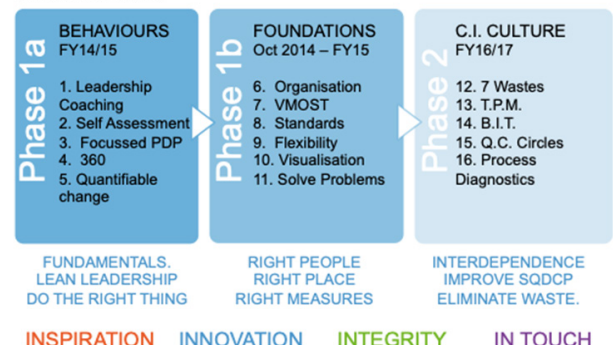 Phase 1a
BEHAVIOURS
FY14/15
1. Leadership
Coaching
2. Self Assessment
3. Focussed PDP
4. 360
5. Quantifiable
change
FUNDAMENTALS.
LEAN LEADERSHIP
DO THE RIGHT THING
Phase 1b
FOUNDATIONS
Oct 2014 – FY15
6. Organisation
7. VMOST
8. Standards
9. Flexibility
10. Visualisation
11. Solve Problems
RIGHT PEOPLE
RIGHT PLACE
RIGHT MEASURES
Phase 2
C.I. CULTURE
FY16/17
12. 7 Wastes
13. T.P.M.
14. B.I.T.
15. Q.C. Circles
16. Process
Diagnostics
INTERDEPENDENCE
IMPROVE SQDCP
ELIMINATE WASTE.
INSPIRATION INNOVATION INTEGRITY IN TOUCH